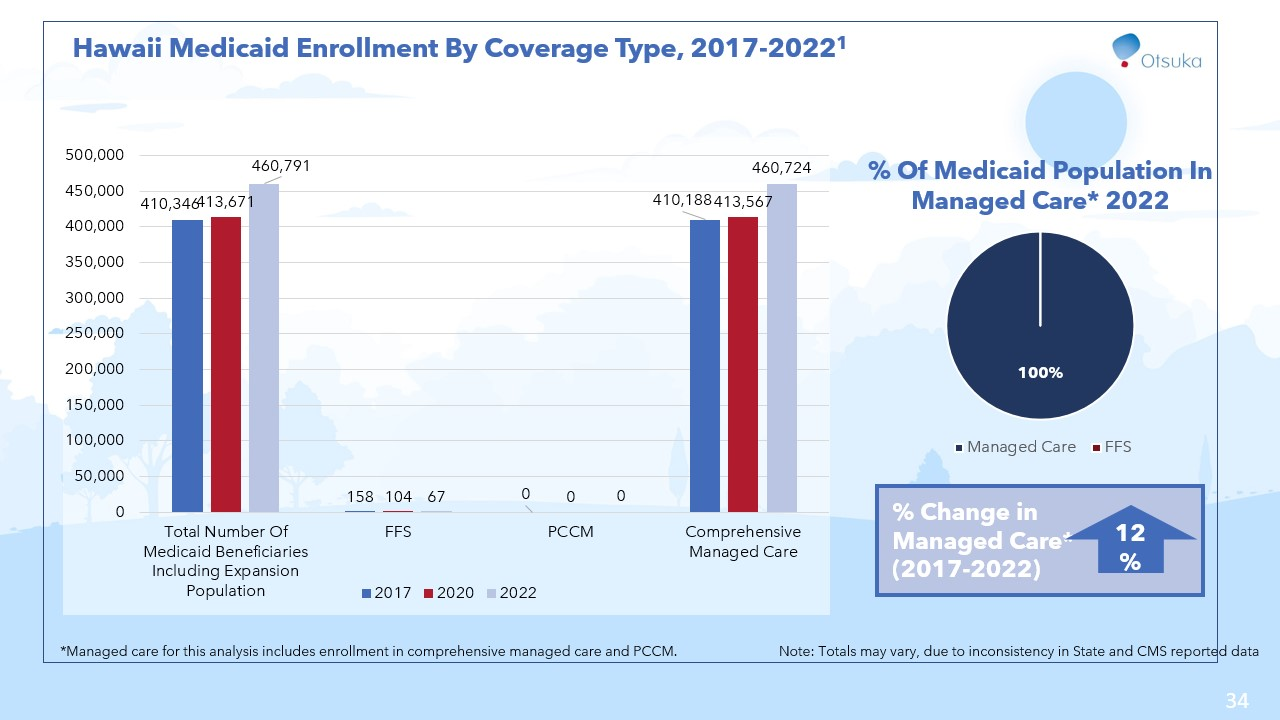 Hawaii Medicaid Enrollment By Coverage Type, 2017-2022¹
Otsuka
500,000
450,000
400,000
350,000
300,000
250,000
200,000
150,000
100,000
50,000
0
410,346
413,671
460,791
158
104
67
0
0
0
410,188
413,567
460,724
Total Number Of
Medicaid Beneficiaries
Including Expansion
Population
FFS
PCCM
Comprehensive
Managed Care
2017
2020
2022
% Of Medicaid Population In
Managed Care* 2022
100%
Managed Care
FFS
% Change in
Managed Care*
(2017-2022)
12
%
*Managed care for this analysis includes enrollment in comprehensive managed care and PCCM.
Note: Totals may vary, due to inconsistency in State and CMS reported data
34